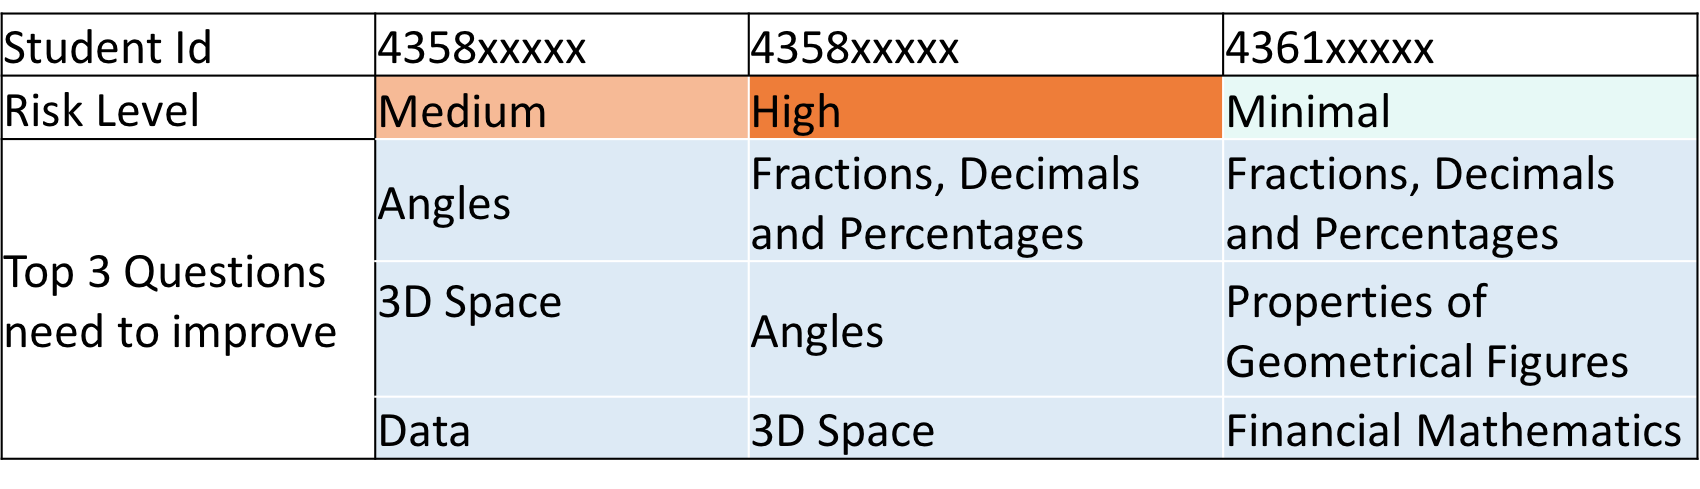 Student Id 4358xxxxx 4358xxxxx 4361xxxxx
Risk Level Medium High Minimal
Top 3 Questions
need to improve
Angles
Fractions, Decimals
and Percentages
Fractions, Decimals
and Percentages
3D Space
Angles
Properties of
Geometrical Figures
Data
3D Space
Financial Mathematics